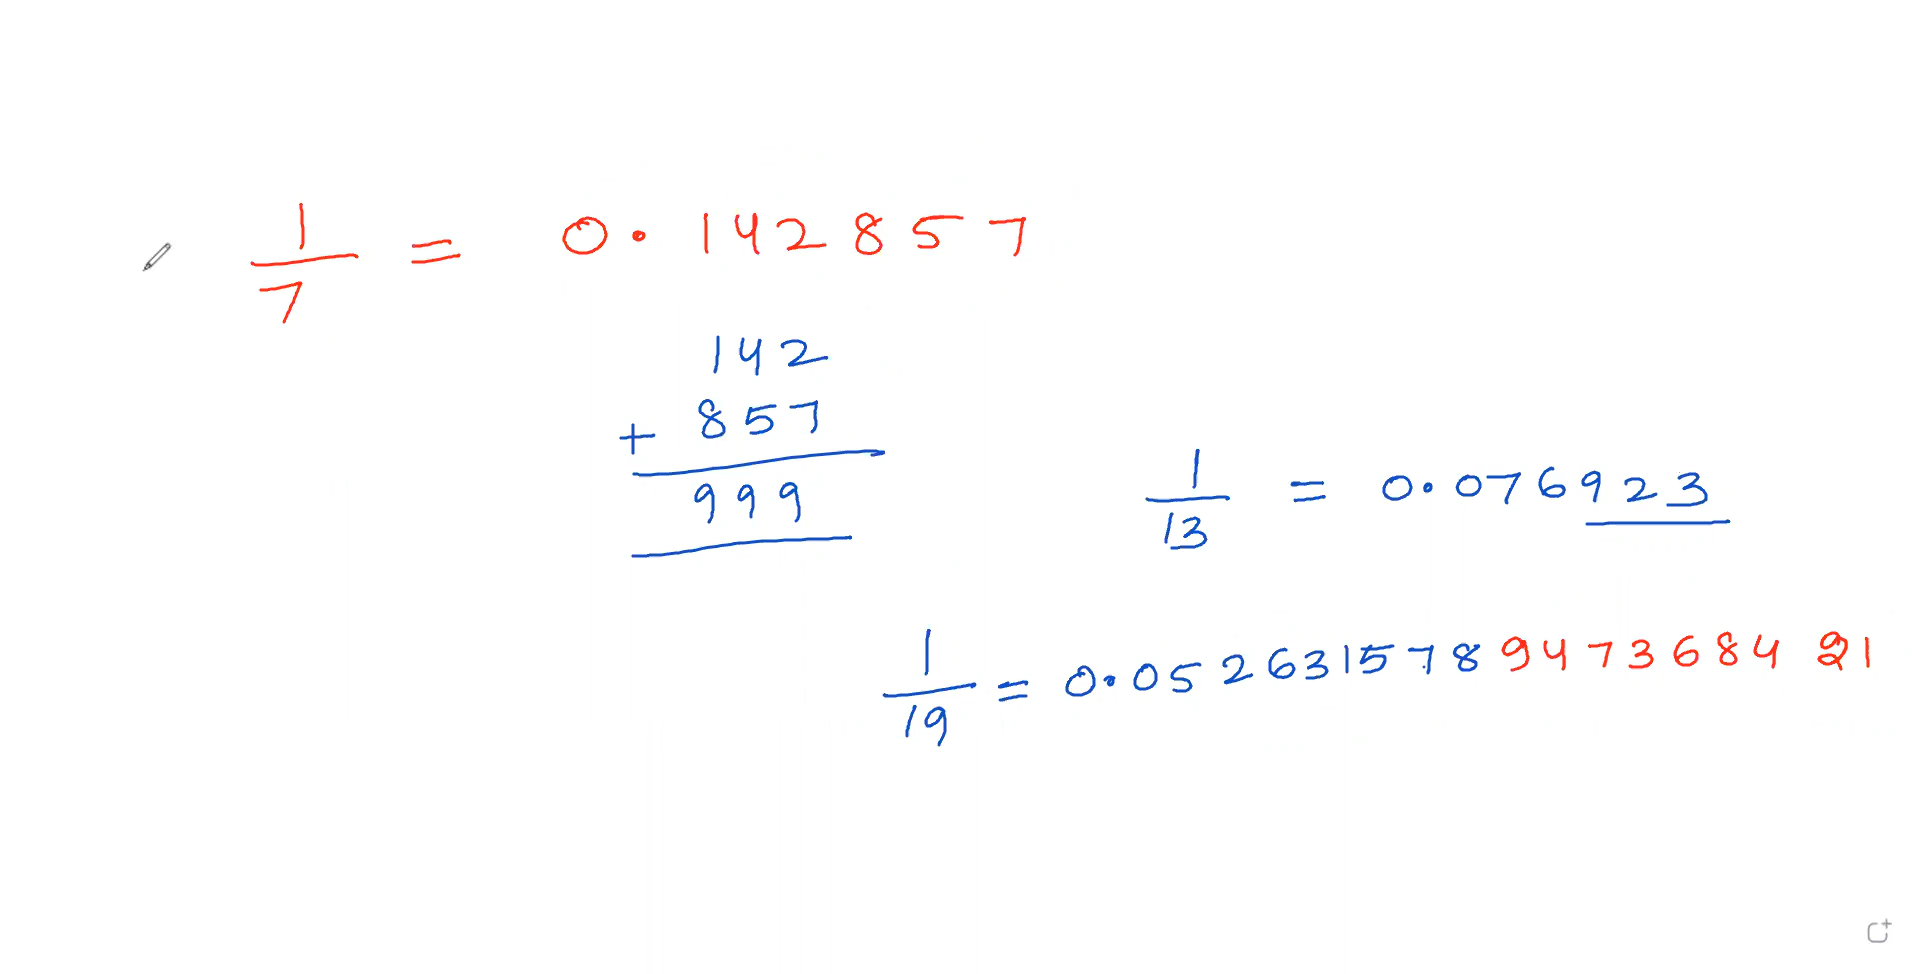 1/7 = 0.142857
142
+ 857
999
1/13 = 0.076923
1/19 = 0.052631578947368421